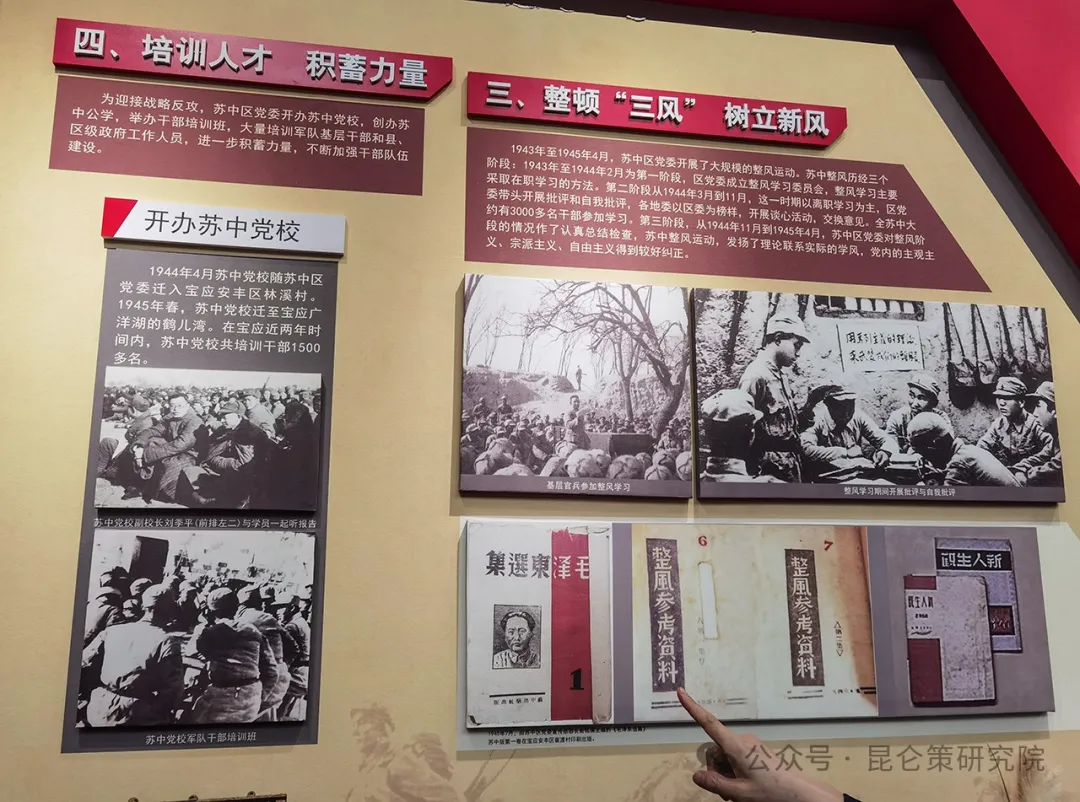 四、培训人才 积蓄力量
为迎接战略反攻，苏中区党委开办苏中党校，创办苏
中公学，举办干部培训班，大量培训军队基层干部和县、
区级政府工作人员，进一步积蓄力量，不断加强干部队伍
建设。
开办苏中党校
1944年4月苏中党校随苏中区
党委迁入宝应安丰区林溪村。
1945年春，苏中党校迁至宝应广
洋湖的鹤儿湾。在宝应近两年时
间内，苏中党校共培训干部1500
多名。
苏中党校副校长刘季平(前排左二)与学员一起听报告
苏中党校军队干部培训班
三、整顿“三风” 树立新风
1943年至1945年4月，苏中区党委开展了大规模的整风运动。苏中整风历经三个
阶段：1943年至1944年2月为第一阶段，区党委成立整风学习委员会，整风学习主要
采取在职学习的方法。第二阶段从1944年3月到11月，这一时期以离职学习为主，区党
委带头开展批评和自我批评，各地委以区委为榜样，开展谈心活动，交换意见。全苏中大
约有3000多名干部参加学习。第三阶段，从1944年11月到1945年4月，苏中区党委对整风阶
段的情况作了认真总结检查，苏中整风运动，发扬了理论联系实际的学风，党内的主观主
义、宗派主义、自由主义得到较好纠正。
基层官兵参加整风学习
整风学习期间开展批评与自我批评
集選東澤毛
1
6
整風参考資料
7
整風参考資料
觀生人新
公众号·昆仑策研究院